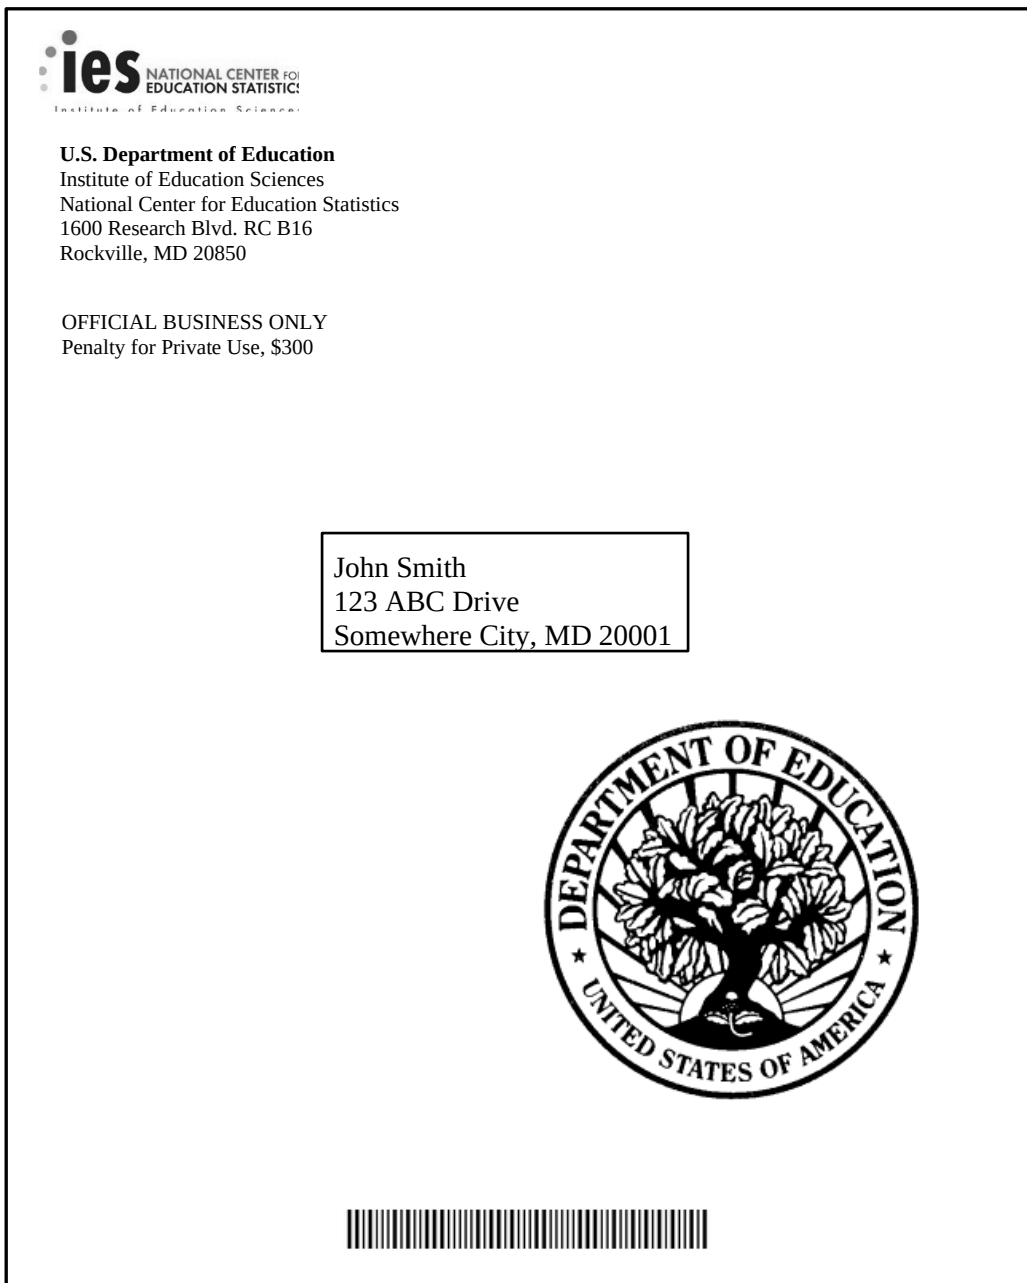 ies NATIONAL CENTER FO
EDUCATION STATISTICS
Institute of Education Sciences
U.S. Department of Education
Institute of Education Sciences
National Center for Education Statistics
1600 Research Blvd. RC B16
Rockville, MD 20850
OFFICIAL BUSINESS ONLY
Penalty for Private Use, $300
John Smith
123 ABC Drive
Somewhere City, MD 20001
DEPARTMENT OF EDUCATION
UNITED STATES OF AMERICA